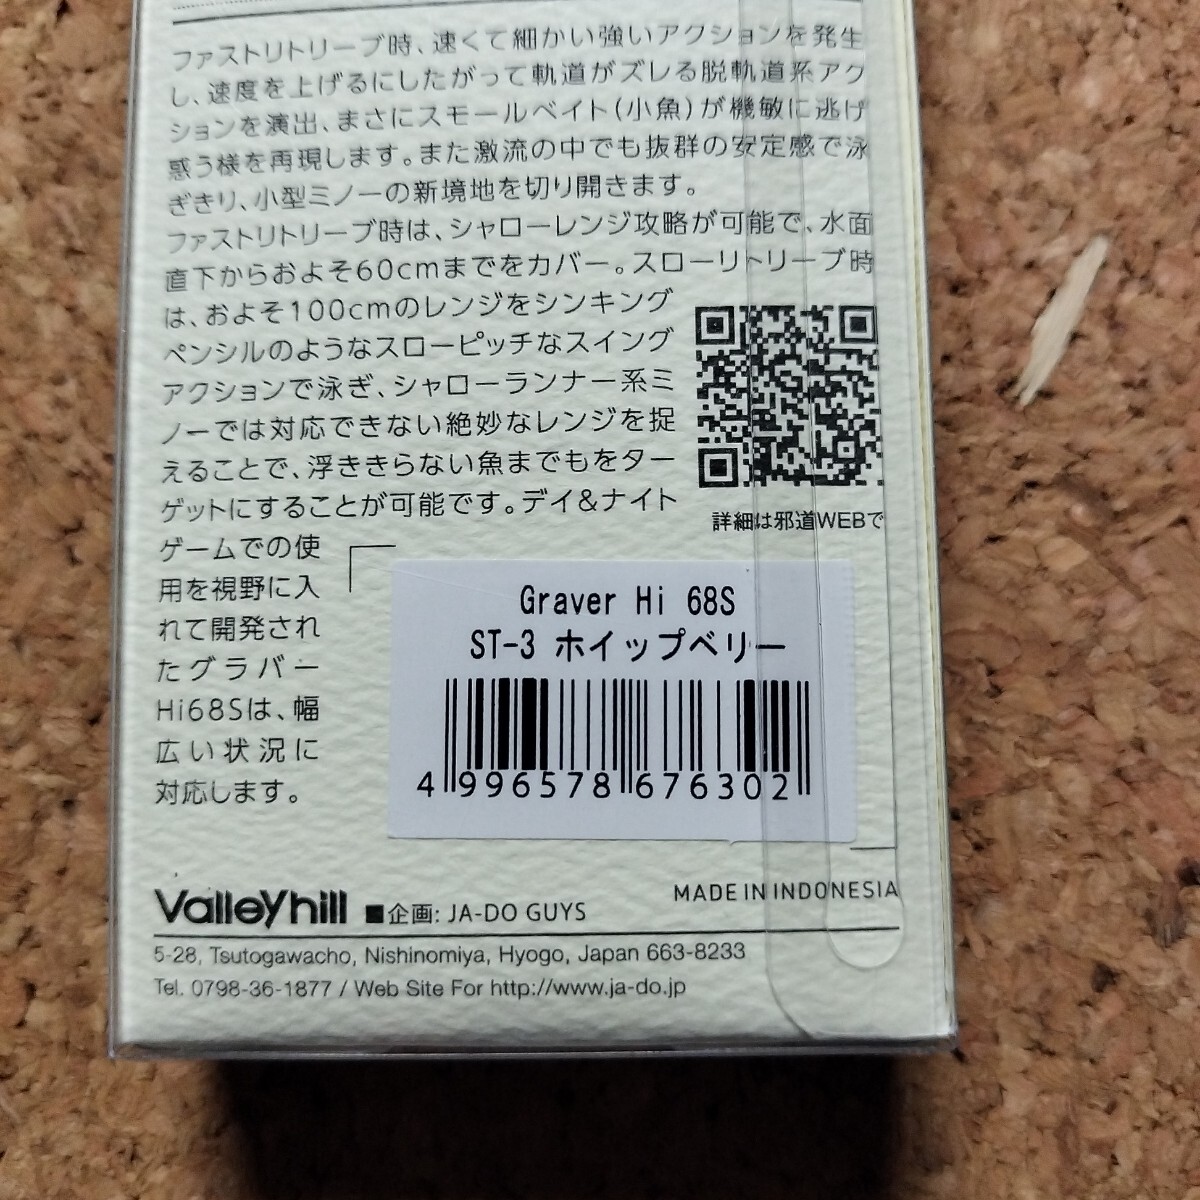 ファストリトリーブ時、速くて細かい強いアクションを発生
し、速度を上げるにしたがって軌道がズレる脱軌道系アク
ションを演出、まさにスモールベイト(小魚)が機敏に逃げ
惑う様を再現します。また激流の中でも抜群の安定感で泳
ぎきり、小型ミノーの新境地を切り開きます。
ファストリトリーブ時は、シャローレンジ攻略が可能で、水面
直下からおよそ60cmまでをカバー。スローリトリーブ時
は、およそ100cmのレンジをシンキング
ペンシルのようなスローピッチなスイング
アクションで泳ぎ、シャローランナー系ミ
ノーでは対応できない絶妙なレンジを捉
えることで、浮ききらない魚までもをター
ゲットにすることが可能です。デイ&ナイト
ゲームでの使
用を視野に入
れて開発され
たグラバー
Hi68Sは、幅
広い状況に
対応します。
詳細は邪道WEBで
Graver Hi 68S
ST-3 ホイップベリー
4 996578 676302
Valleyhill ■企画: JA-DO GUYS
MADE IN INDONESIA
5-28, Tsutogawacho, Nishinomiya, Hyogo, Japan 663-8233
Tel. 0798-36-1877 / Web Site For http://www.ja-do.jp